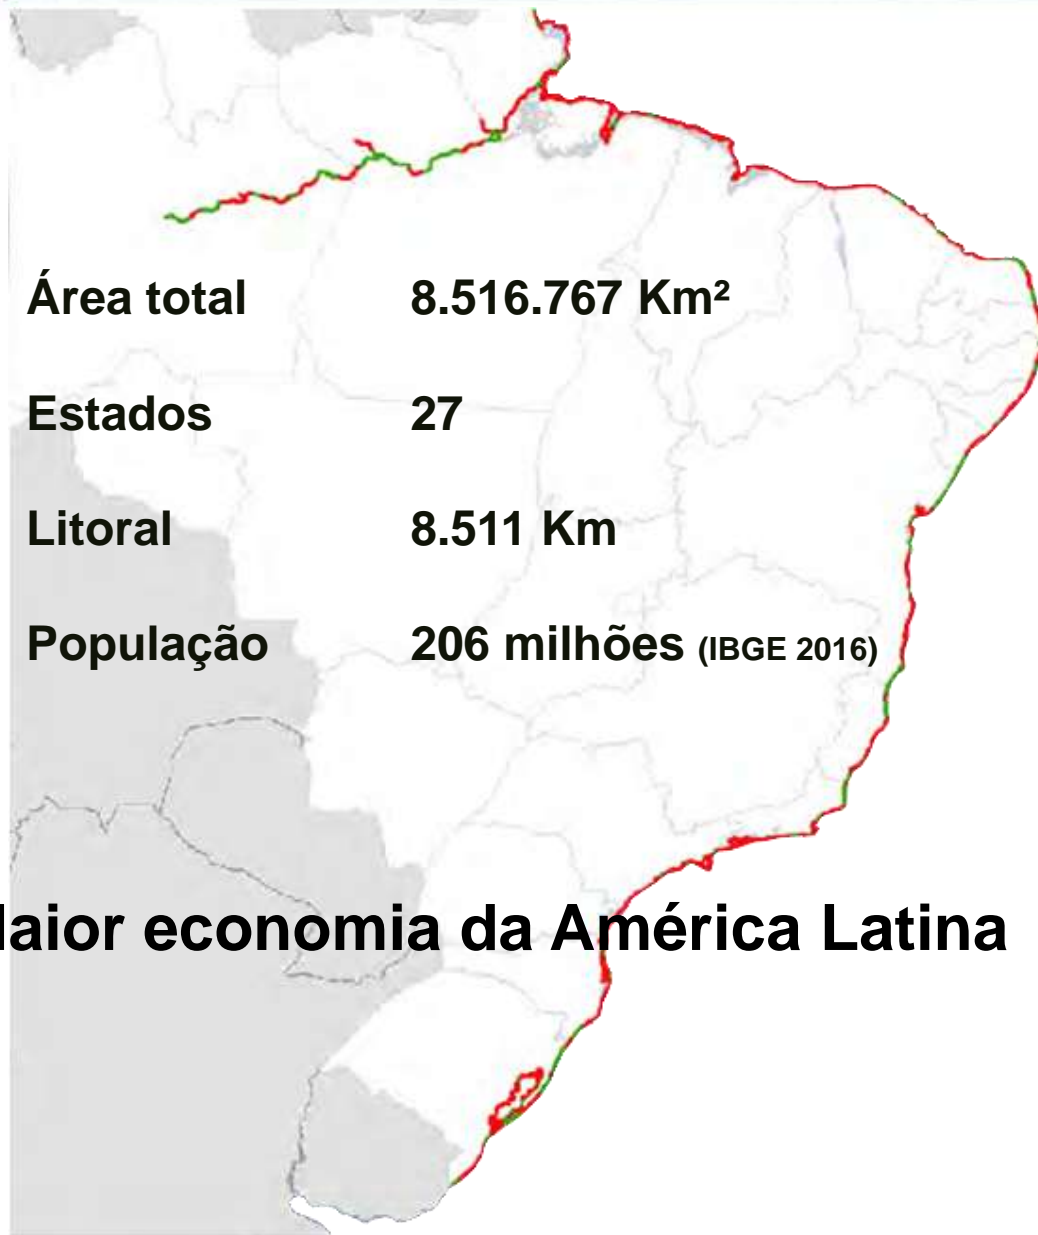 Área total 8.516.767 Km²
Estados 27
Litoral 8.511 Km
População 206 milhões (IBGE 2016)
aior economia da América Latina